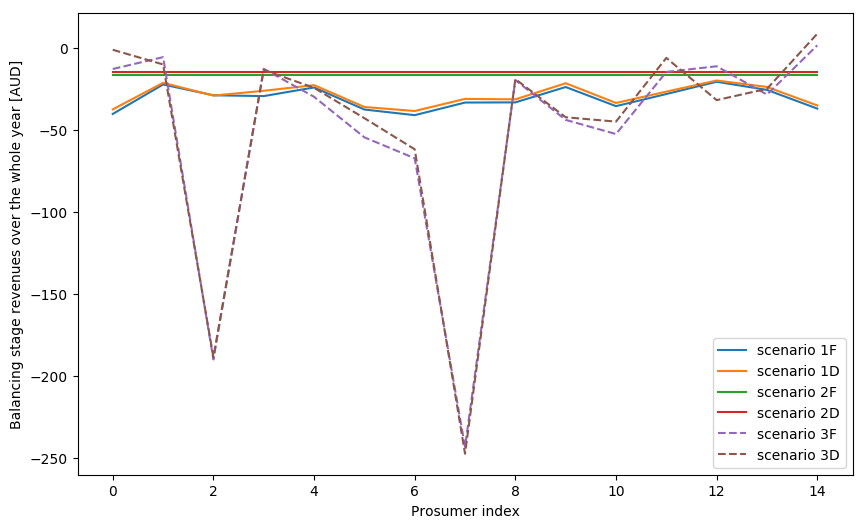 Balancing stage revenues over the whole year [AUD]
0
−50
−100
−150
−200
−250
0
2
4
6
8
10
12
14
Prosumer index
scenario 1F
scenario 1D
scenario 2F
scenario 2D
scenario 3F
scenario 3D